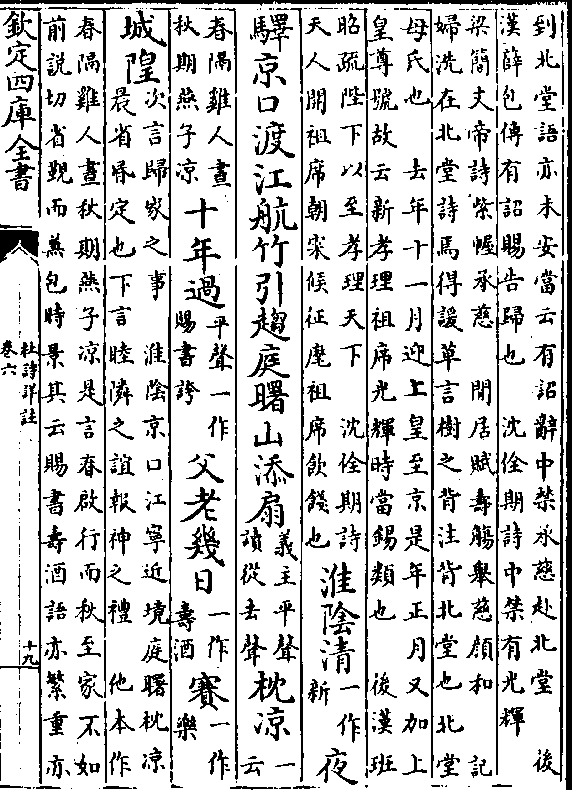 到北堂語亦未安當云有詔辭中禁承慈赴北堂　後
漢薛包傳有詔賜告歸也　沈佺期詩中禁有光輝
梁簡文帝詩紫幄承慈　閒居賦壽觴舉慈顔和　記
婦洗在北堂詩焉得諼草言樹之背注背北堂也北堂
母氏也　去年十一月迎上皇至京是年正月又加上
皇尊號故云新孝理祖席光輝時當錫類也　後漢班
昭疏陛下以至孝理天下　沈佺期詩
天人開祖席朝寀候征麾祖席飲餞也
淮陰清一作新夜
驛京口渡江航竹引趨庭曙山添扇義主平聲讀從去聲枕凉一云
春隔雞人晝
秋期燕子凉
十年過平聲一作賜書誇父老幾日一作壽酒賽一作樂
城隍
次言歸家之事　淮陰京口江寧近境庭曙枕凉
晨省昏定也下言睦隣之誼報神之禮　他本作
春隔雞人晝秋期燕子凉是言春啟行而秋至家不如
前説切省覲而兼包時景其云賜書壽酒語亦繁重亦
欽定四庫全書
杜詩詳註
卷六
十九